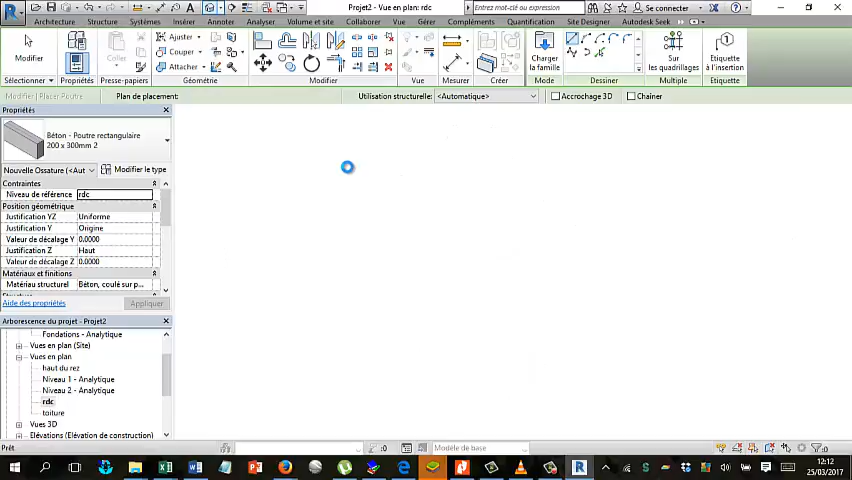 Projet2 - Vue en plan: rdc
Entrez mot-clé ou expression
Se connecter
Architecture Structure Systèmes Insérer Annoter Analyser Volume et site Collaborer Vue Gérer Compléments Quantification Site Designer Autodesk Seek
Modifier
Propriétés
Coller
Ajuster
Couper
Attacher
Charger
la famille
Sur
les quadrillages
Etiquette
à l'insertion
Sélectionner Propriétés Presse-papiers Géométrie Modifier Vue Mesurer Créer Mode Dessiner Multiple Etiquette
Modifier | Placer Poutre
Plan de placement:
Utilisation structurelle: <Automatique>
Accrochage 3D
Chaîner
Propriétés
Béton - Poutre rectangulaire
200 x 300mm 2
Nouvelle Ossature (<Aut
Modifier le type
Contraintes
Niveau de référence rdc
Position géométrique
Justification YZ Uniforme
Justification Y Origine
Valeur de décalage Y 0.0000
Justification Z Haut
Valeur de décalage Z 0.0000
Matériaux et finitions
Matériau structurel Béton, coulé sur p...
Aide des propriétés
Appliquer
Arborescence du projet - Projet2
Fondations - Analytique
Vues en plan (Site)
Vues en plan
haut du rez
Niveau 1 - Analytique
Niveau 2 - Analytique
rdc
toiture
Vues 3D
Elévations (Elévation de construction)
Prêt
:0
Modèle de base
:0
12:12
25/03/2017